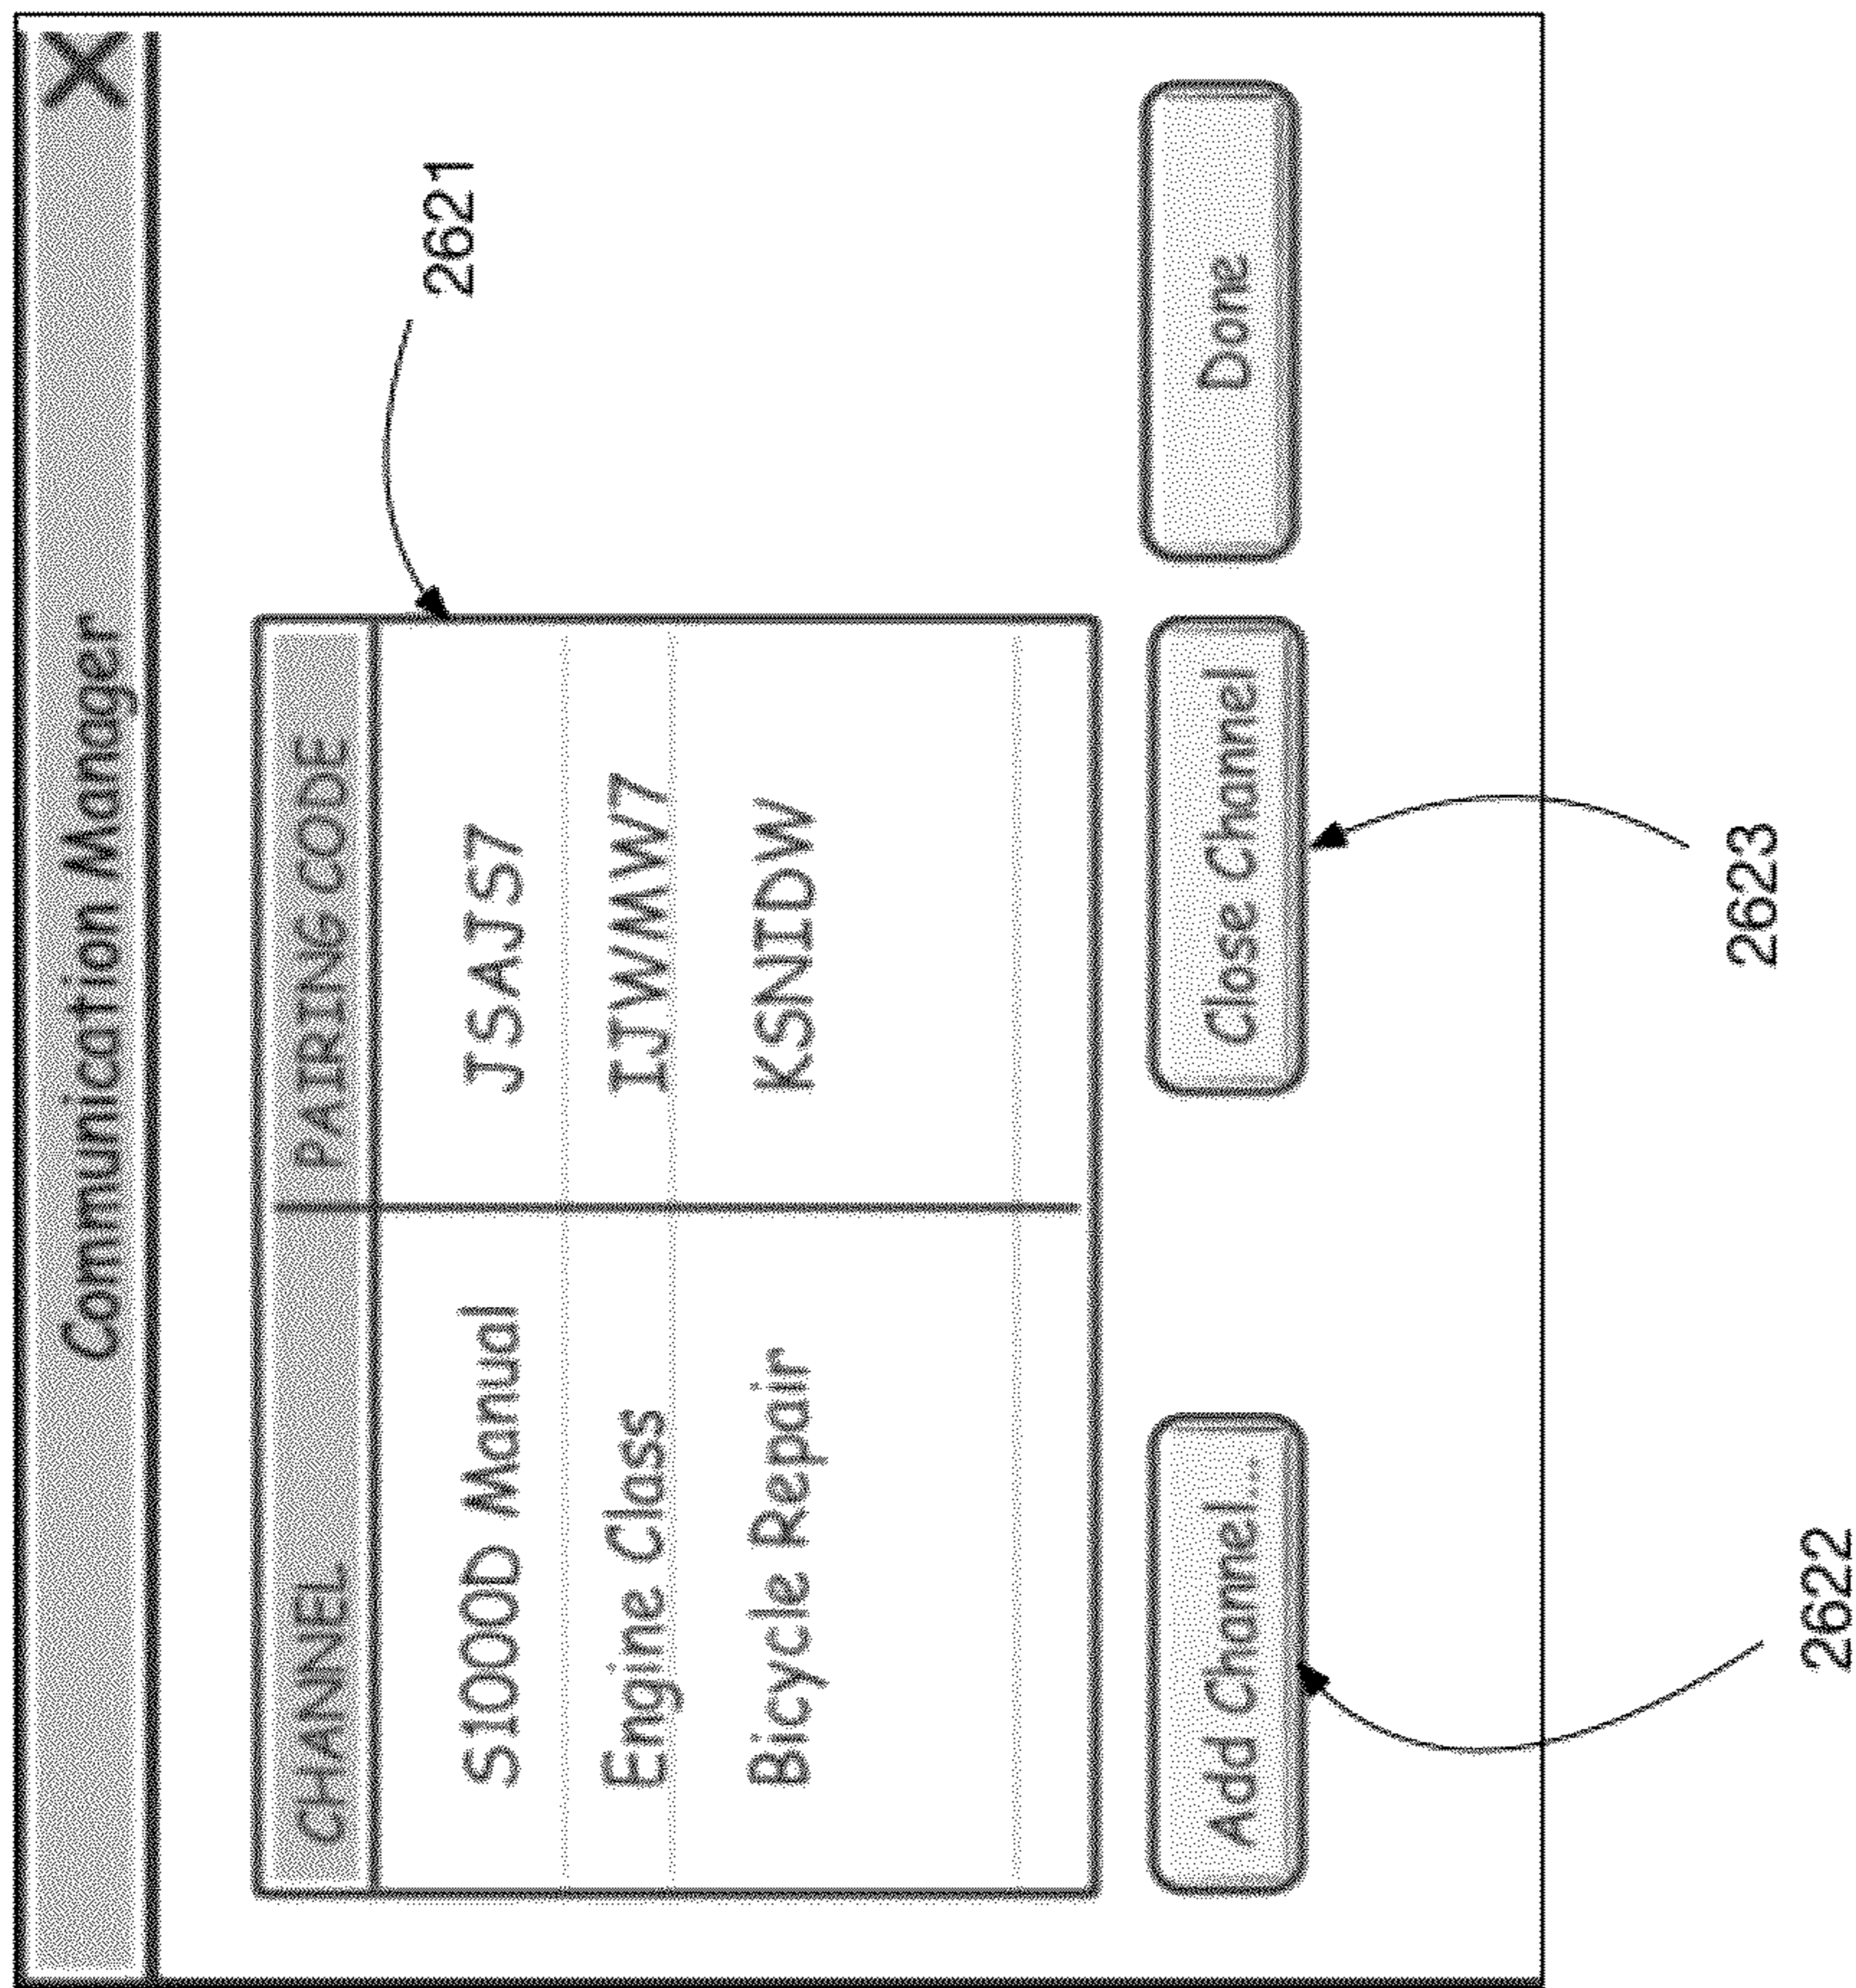 Communication Manager X
2621
CHANNEL PAIRING CODE
S1000D Manual JSAJS7
Engine Class IJWMW7
Bicycle Repair KSNIDW
Add Channel... Close Channel Done
2623
2622